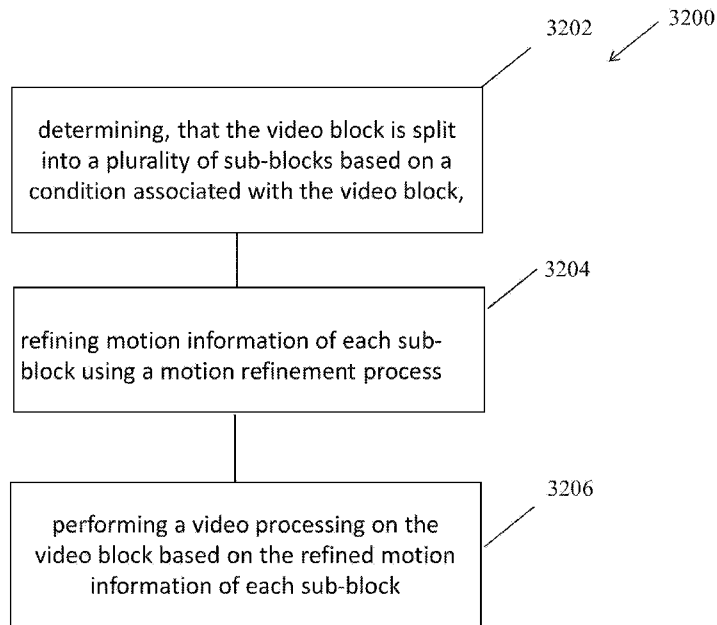 3200
3202
determining, that the video block is split
into a plurality of sub-blocks based on a
condition associated with the video block,
3204
refining motion information of each sub-
block using a motion refinement process
3206
performing a video processing on the
video block based on the refined motion
information of each sub-block